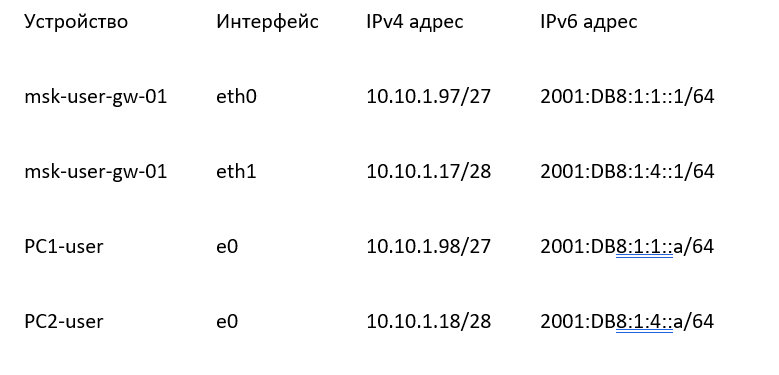 Устройство Интерфейс IPv4 адрес IPv6 адрес
msk-user-gw-01 eth0 10.10.1.97/27 2001:DB8:1:1::1/64
msk-user-gw-01 eth1 10.10.1.17/28 2001:DB8:1:4::1/64
PC1-user e0 10.10.1.98/27 2001:DB8:1:1::a/64
PC2-user e0 10.10.1.18/28 2001:DB8:1:4::a/64